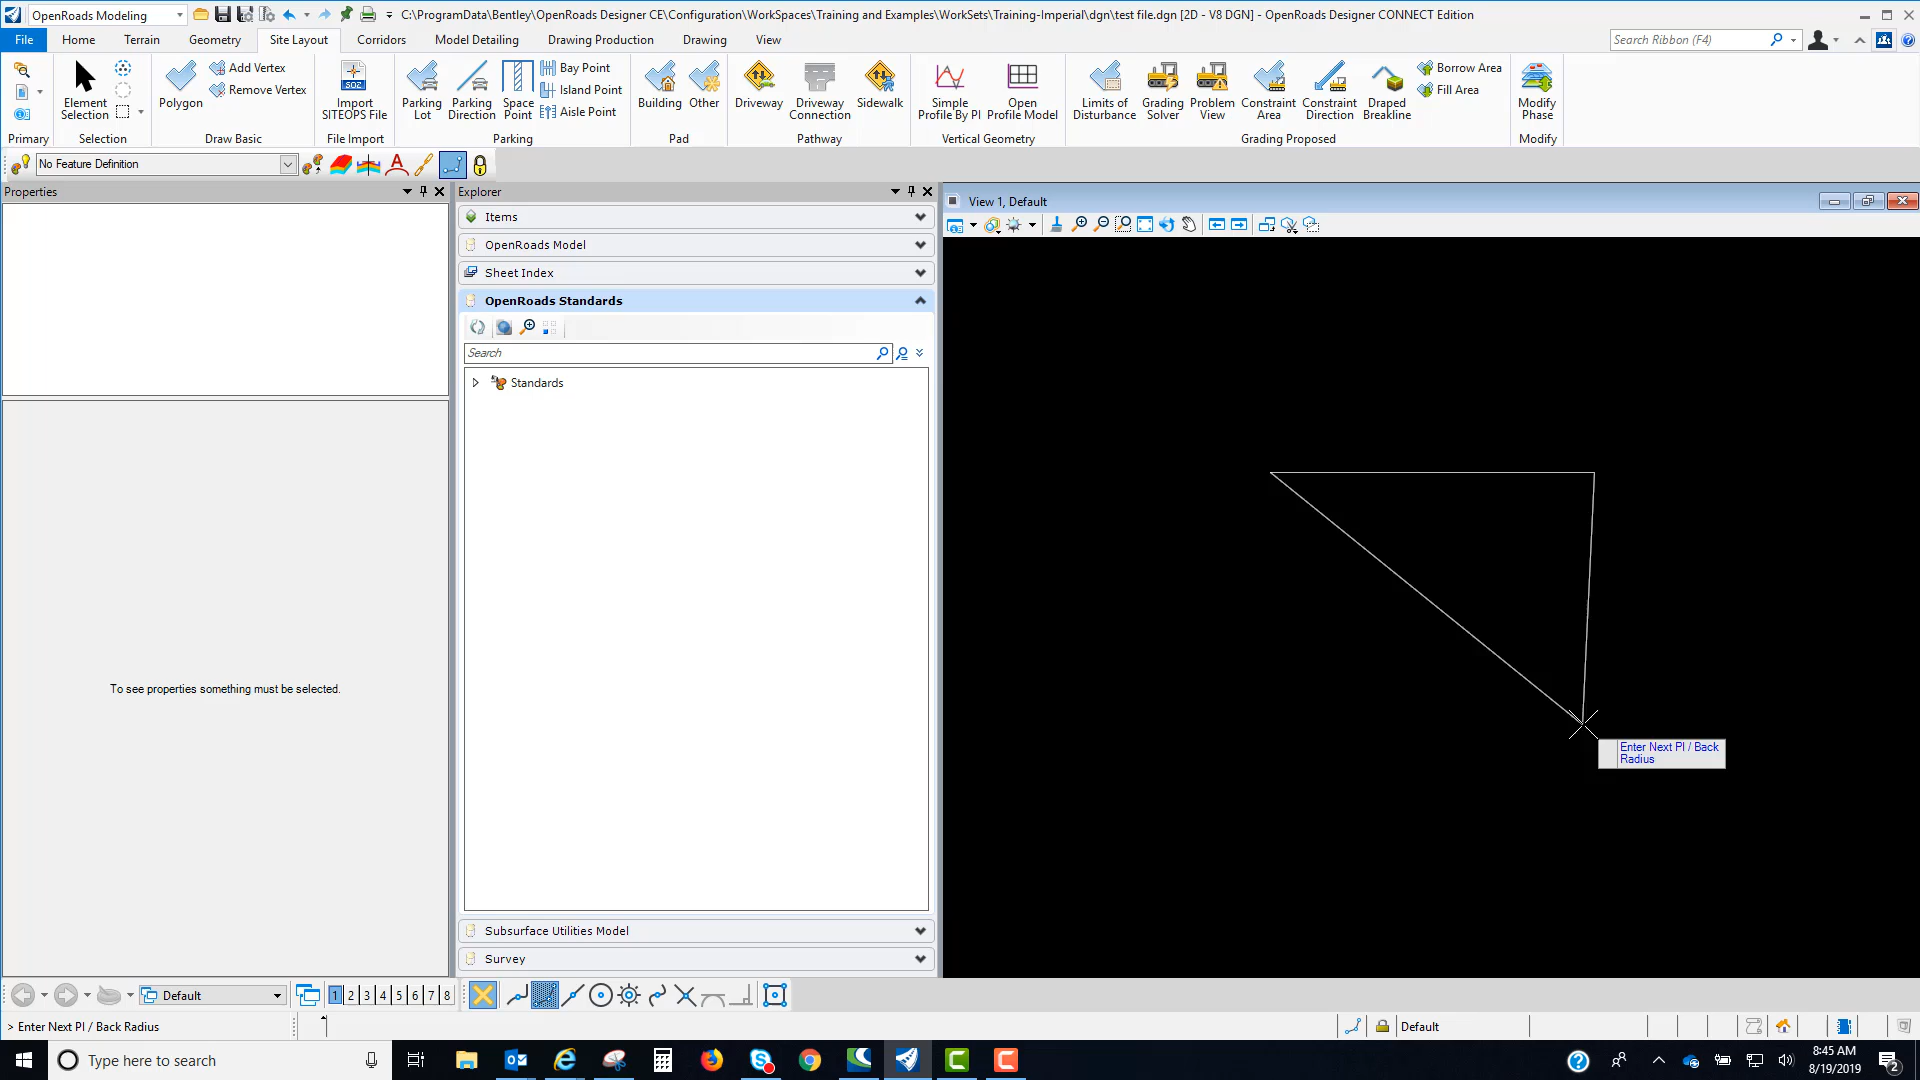 OpenRoads Modeling
C:\ProgramData\Bentley\OpenRoads Designer CE\Configuration\WorkSpaces\Training and Examples\WorkSets\Training-Imperial\dgn\test file.dgn [2D - V8 DGN] - OpenRoads Designer CONNECT Edition
File Home Terrain Geometry Site Layout Corridors Model Detailing Drawing Production Drawing View
Search Ribbon (F4)
Element Selection
Polygon
Add Vertex
Remove Vertex
SOZ
Import SITEOPS File
Parking Lot
Parking Direction
Space Point
Bay Point
Island Point
Aisle Point
Building
Other
Driveway
Driveway Connection
Sidewalk
Simple Profile By PI
Open Profile Model
Limits of Disturbance
Grading Solver
Problem View
Constraint Area
Constraint Direction
Draped Breakline
Borrow Area
Fill Area
Modify Phase
Primary Selection Draw Basic File Import Parking Pad Pathway Vertical Geometry Grading Proposed Modify
No Feature Definition
Properties
To see properties something must be selected.
Explorer
Items
OpenRoads Model
Sheet Index
OpenRoads Standards
Search
Standards
Subsurface Utilities Model
Survey
View 1, Default
Enter Next PI / Back
Radius
Default
1 2 3 4 5 6 7 8
> Enter Next PI / Back Radius
Default
Type here to search
8:45 AM
8/19/2019
2